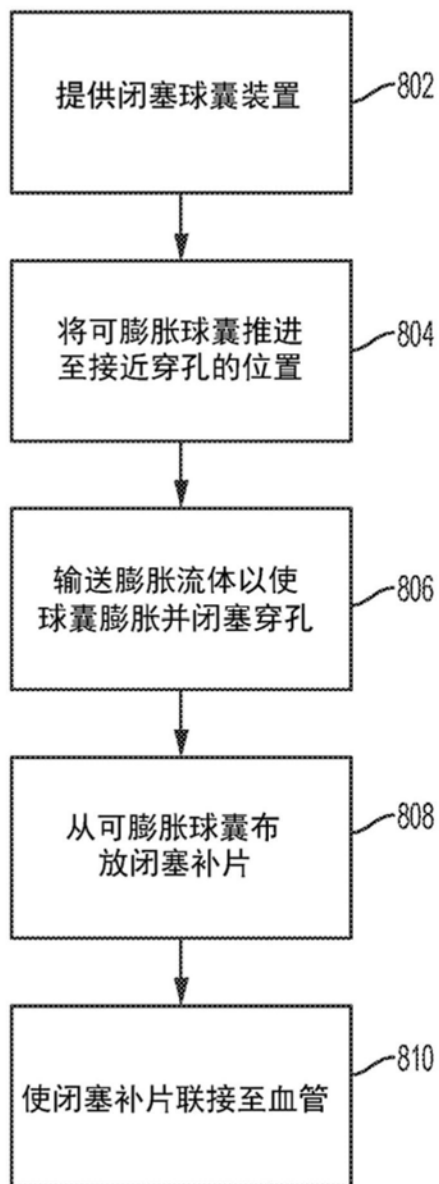 提供闭塞球囊装置
802
将可膨胀球囊推进
至接近穿孔的位置
804
输送膨胀流体以使
球囊膨胀并闭塞穿孔
806
从可膨胀球囊布
放闭塞补片
808
使闭塞补片联接至血管
810